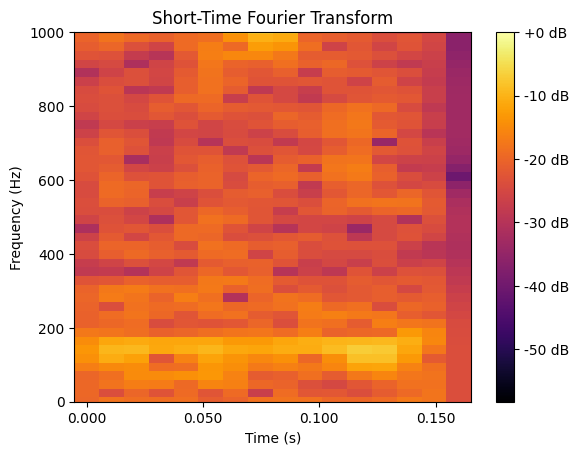 Short-Time Fourier Transform
1000
800
600
400
200
0
Frequency (Hz)
0.000
0.050
0.100
0.150
Time (s)
+0 dB
-10 dB
-20 dB
-30 dB
-40 dB
-50 dB